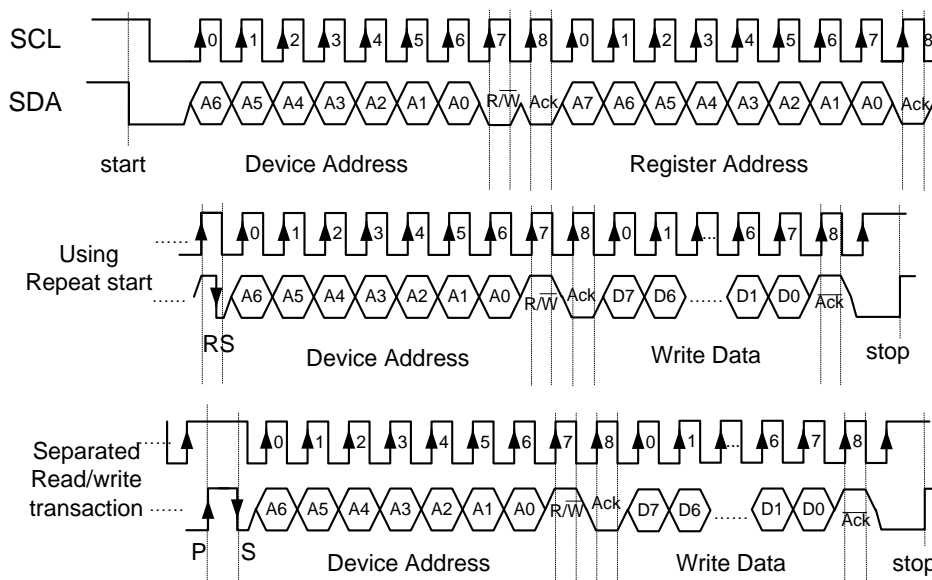 SCL 0 1 2 3 4 5 6 7 8 0 1 2 3 4 5 6 7 8
SDA A6 A5 A4 A3 A2 A1 A0 R/W̅ Ack A7 A6 A5 A4 A3 A2 A1 A0 Ack
start Device Address Register Address
0 1 2 3 4 5 6 7 8 0 1 ... 6 7 8
Using
Repeat start
...... ...... A6 A5 A4 A3 A2 A1 A0 R/W̅ Ack D7 D6 ...... D1 D0 A̅c̅k̅
RS Device Address Write Data stop
...... 0 1 2 3 4 5 6 7 8 0 1 ... 6 7 8
Separated
Read/write
transaction
...... A6 A5 A4 A3 A2 A1 A0 R/W̅ Ack D7 D6 ...... D1 D0 A̅c̅k̅
P S Device Address Write Data stop